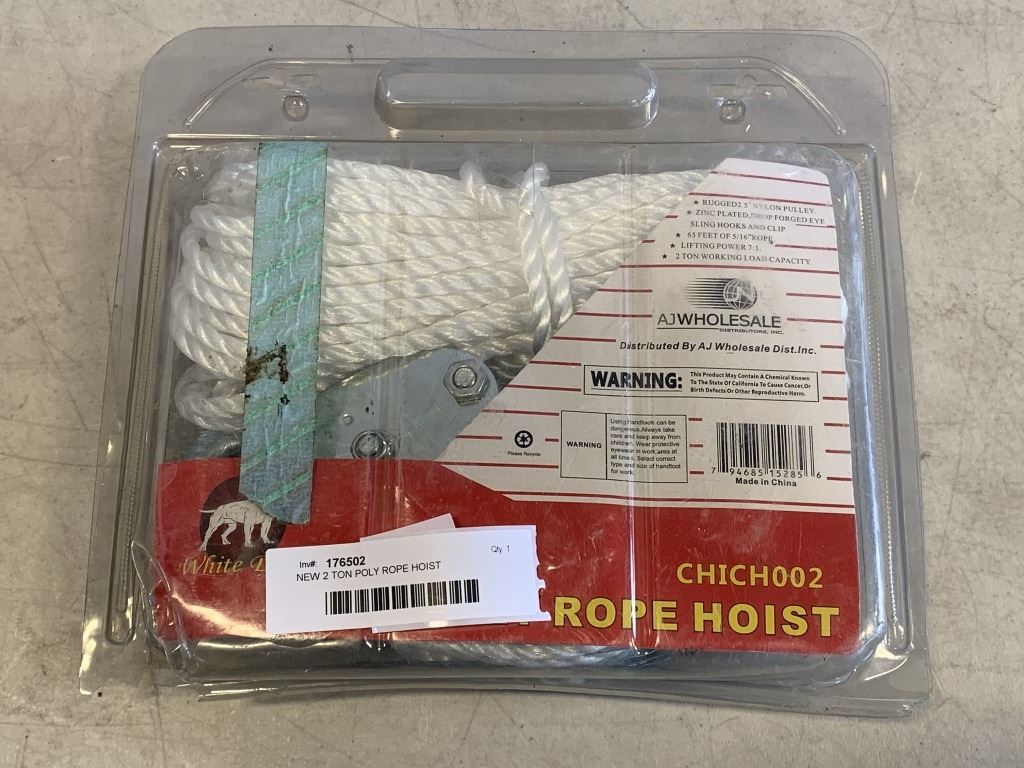 ★ RUGGED2.5" NYLON PULLEY.
★ ZINC PLATED,DROP FORGED EYE
SLING HOOKS AND CLIP
★ 65 FEET OF 5/16"ROPE
★ LIFTING POWER 7:1.
★ 2 TON WORKING LOAD CAPACITY
AJ WHOLESALE
DISTRIBUTORS, INC.
Distributed By AJ Wholesale Dist.Inc.
WARNING:
This Product May Contain A Chemical Known
To The State Of California To Cause Cancer,Or
Birth Defects Or Other Reproductive Harm.
Please Recycle
WARNING
Using handtools can be
dangerous.Always take
care and keep away from
children. Wear protective
eyewear in work area at
all times. Select correct
type and size of handtool
for work.
7 94685 15285 6
Made in China
White
Inv#: 176502
Qty 1
NEW 2 TON POLY ROPE HOIST
CHICH002
ROPE HOIST